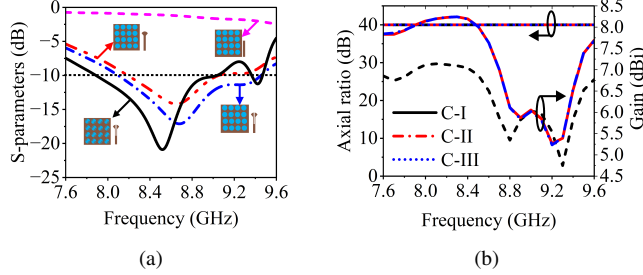 S-parameters (dB)
0
−5
−10
−15
−20
−25
7.6 8.0 8.4 8.8 9.2 9.6
Frequency (GHz)
(a)
Axial ratio (dB)
40
30
20
10
0
C-I
C-II
C-III
7.6 8.0 8.4 8.8 9.2 9.6
Frequency (GHz)
8.0
7.5
7.0
6.5
6.0
5.5
5.0
4.5
Gain (dBi)
(b)